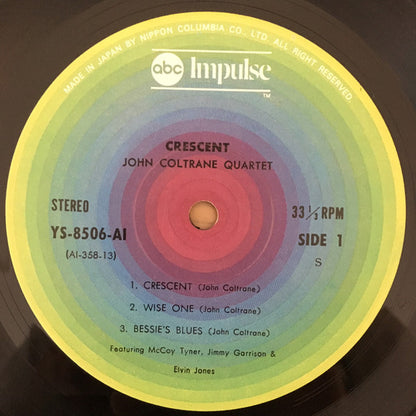 MADE IN JAPAN BY NIPPON COLUMBIA CO., LTD. ALL RIGHT RESERVED.
abc Impulse
TM
CRESCENT
JOHN COLTRANE QUARTET
STEREO 33 1/3 RPM
YS-8506-AI SIDE 1
(AI-358-13) S
1. CRESCENT (John Coltrane)
2. WISE ONE (John Coltrane)
3. BESSIE'S BLUES (John Coltrane)
Featuring McCoy Tyner, Jimmy Garrison &
Elvin Jones